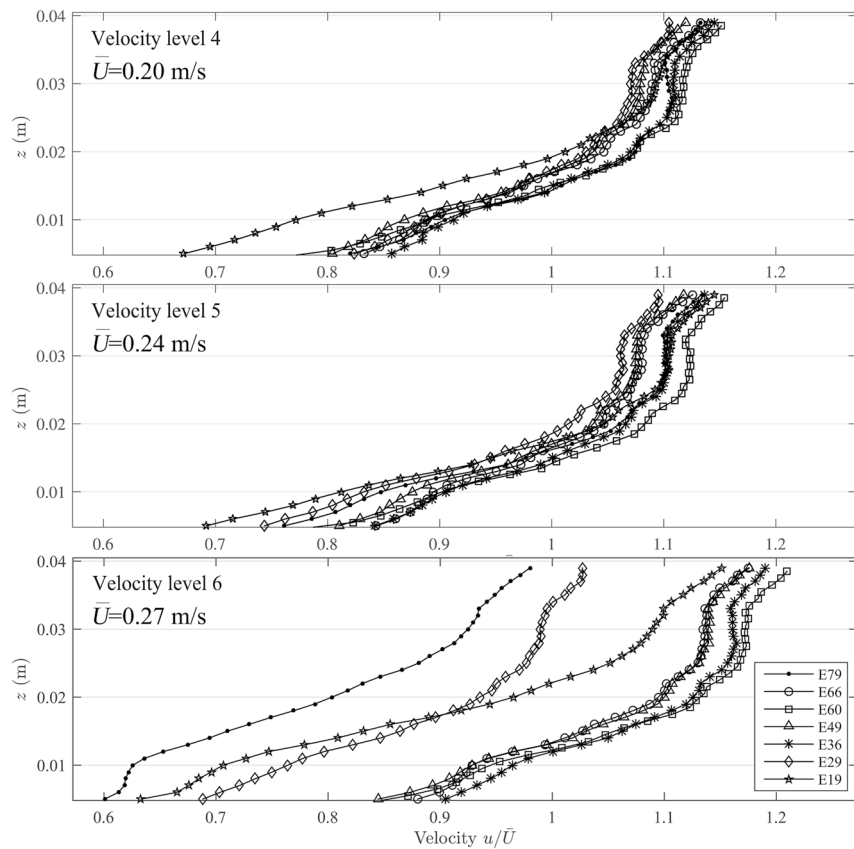 Velocity level 4
U̅=0.20 m/s
z (m)
0.04
0.03
0.02
0.01
0.6 0.7 0.8 0.9 1 1.1 1.2
Velocity level 5
U̅=0.24 m/s
z (m)
0.04
0.03
0.02
0.01
0.6 0.7 0.8 0.9 1 1.1 1.2
Velocity level 6
U̅=0.27 m/s
z (m)
0.04
0.03
0.02
0.01
E79
E66
E60
E49
E36
E29
E19
0.6 0.7 0.8 0.9 1 1.1 1.2
Velocity u/U̅